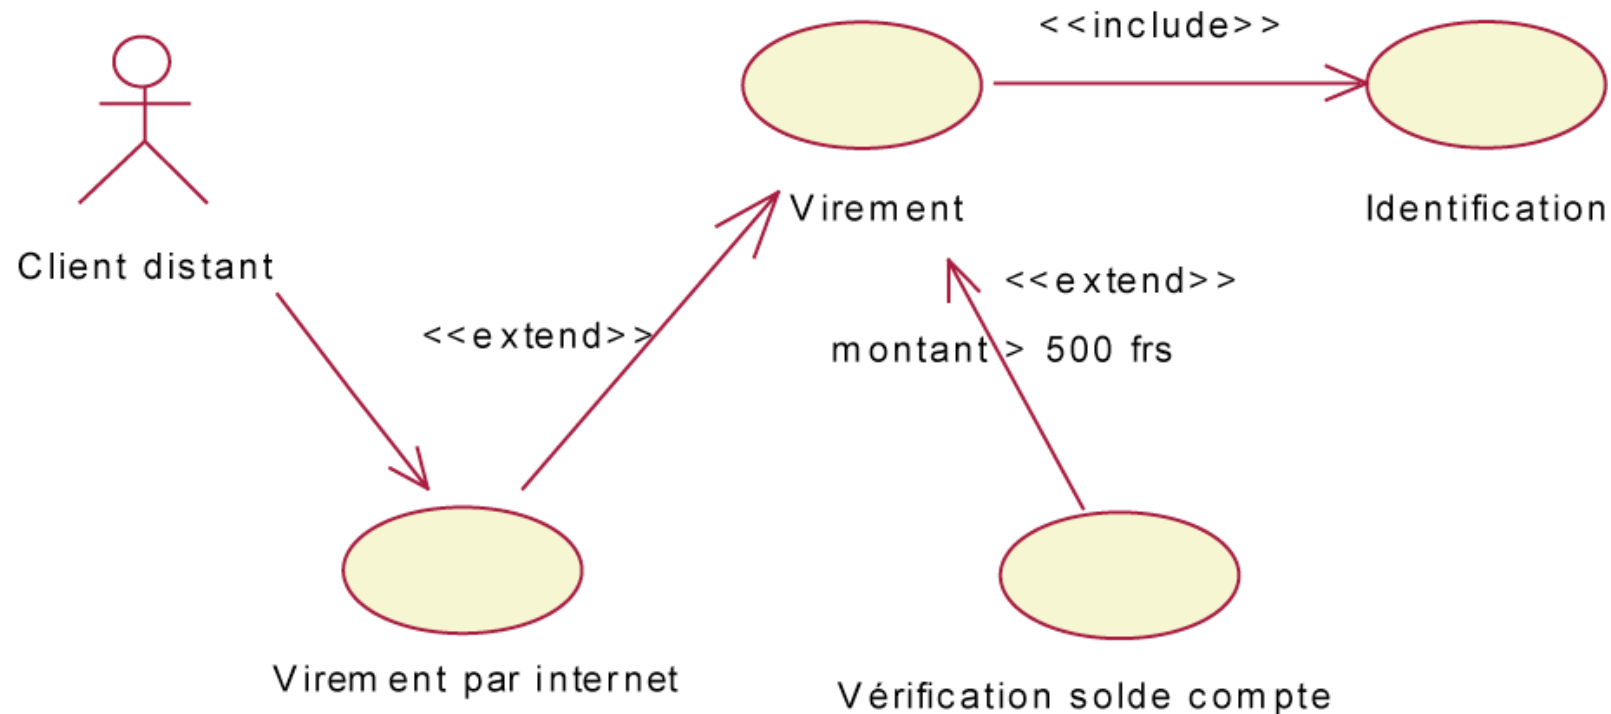 <<include>>
Virement
Identification
Client distant
<<extend>>
<<extend>>
montant > 500 frs
Virement par internet
Vérification solde compte